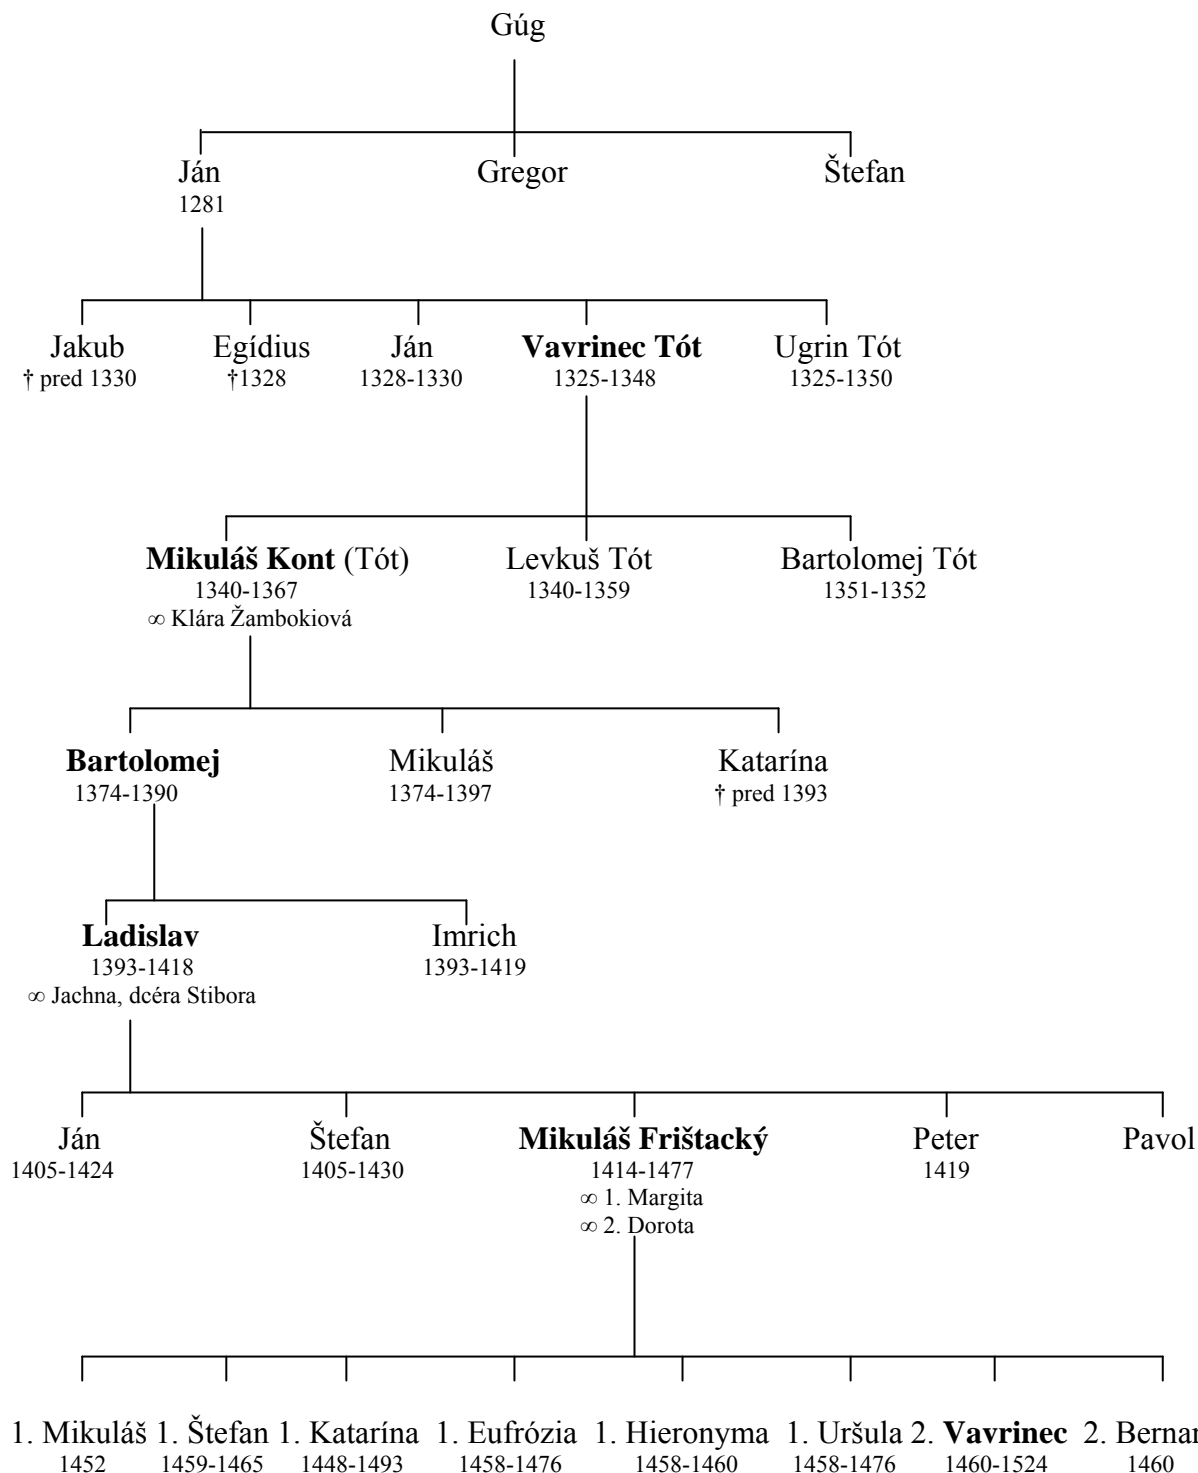 Gúg
Ján Gregor Štefan
1281
Jakub Egídius Ján Vavrinec Tót Ugrin Tót
† pred 1330 †1328 1328-1330 1325-1348 1325-1350
Mikuláš Kont (Tót) Levkuš Tót Bartolomej Tót
1340-1367 1340-1359 1351-1352
∞ Klára Žambokiová
Bartolomej Mikuláš Katarína
1374-1390 1374-1397 † pred 1393
Ladislav Imrich
1393-1418 1393-1419
∞ Jachna, dcéra Stibora
Ján Štefan Mikuláš Frištacký Peter Pavol
1405-1424 1405-1430 1414-1477 1419
∞ 1. Margita
∞ 2. Dorota
1. Mikuláš 1. Štefan 1. Katarína 1. Eufrózia 1. Hieronyma 1. Uršula 2. Vavrinec 2.
1452 1459-1465 1448-1493 1458-1476 1458-1460 1458-1476 1460-1524 1460